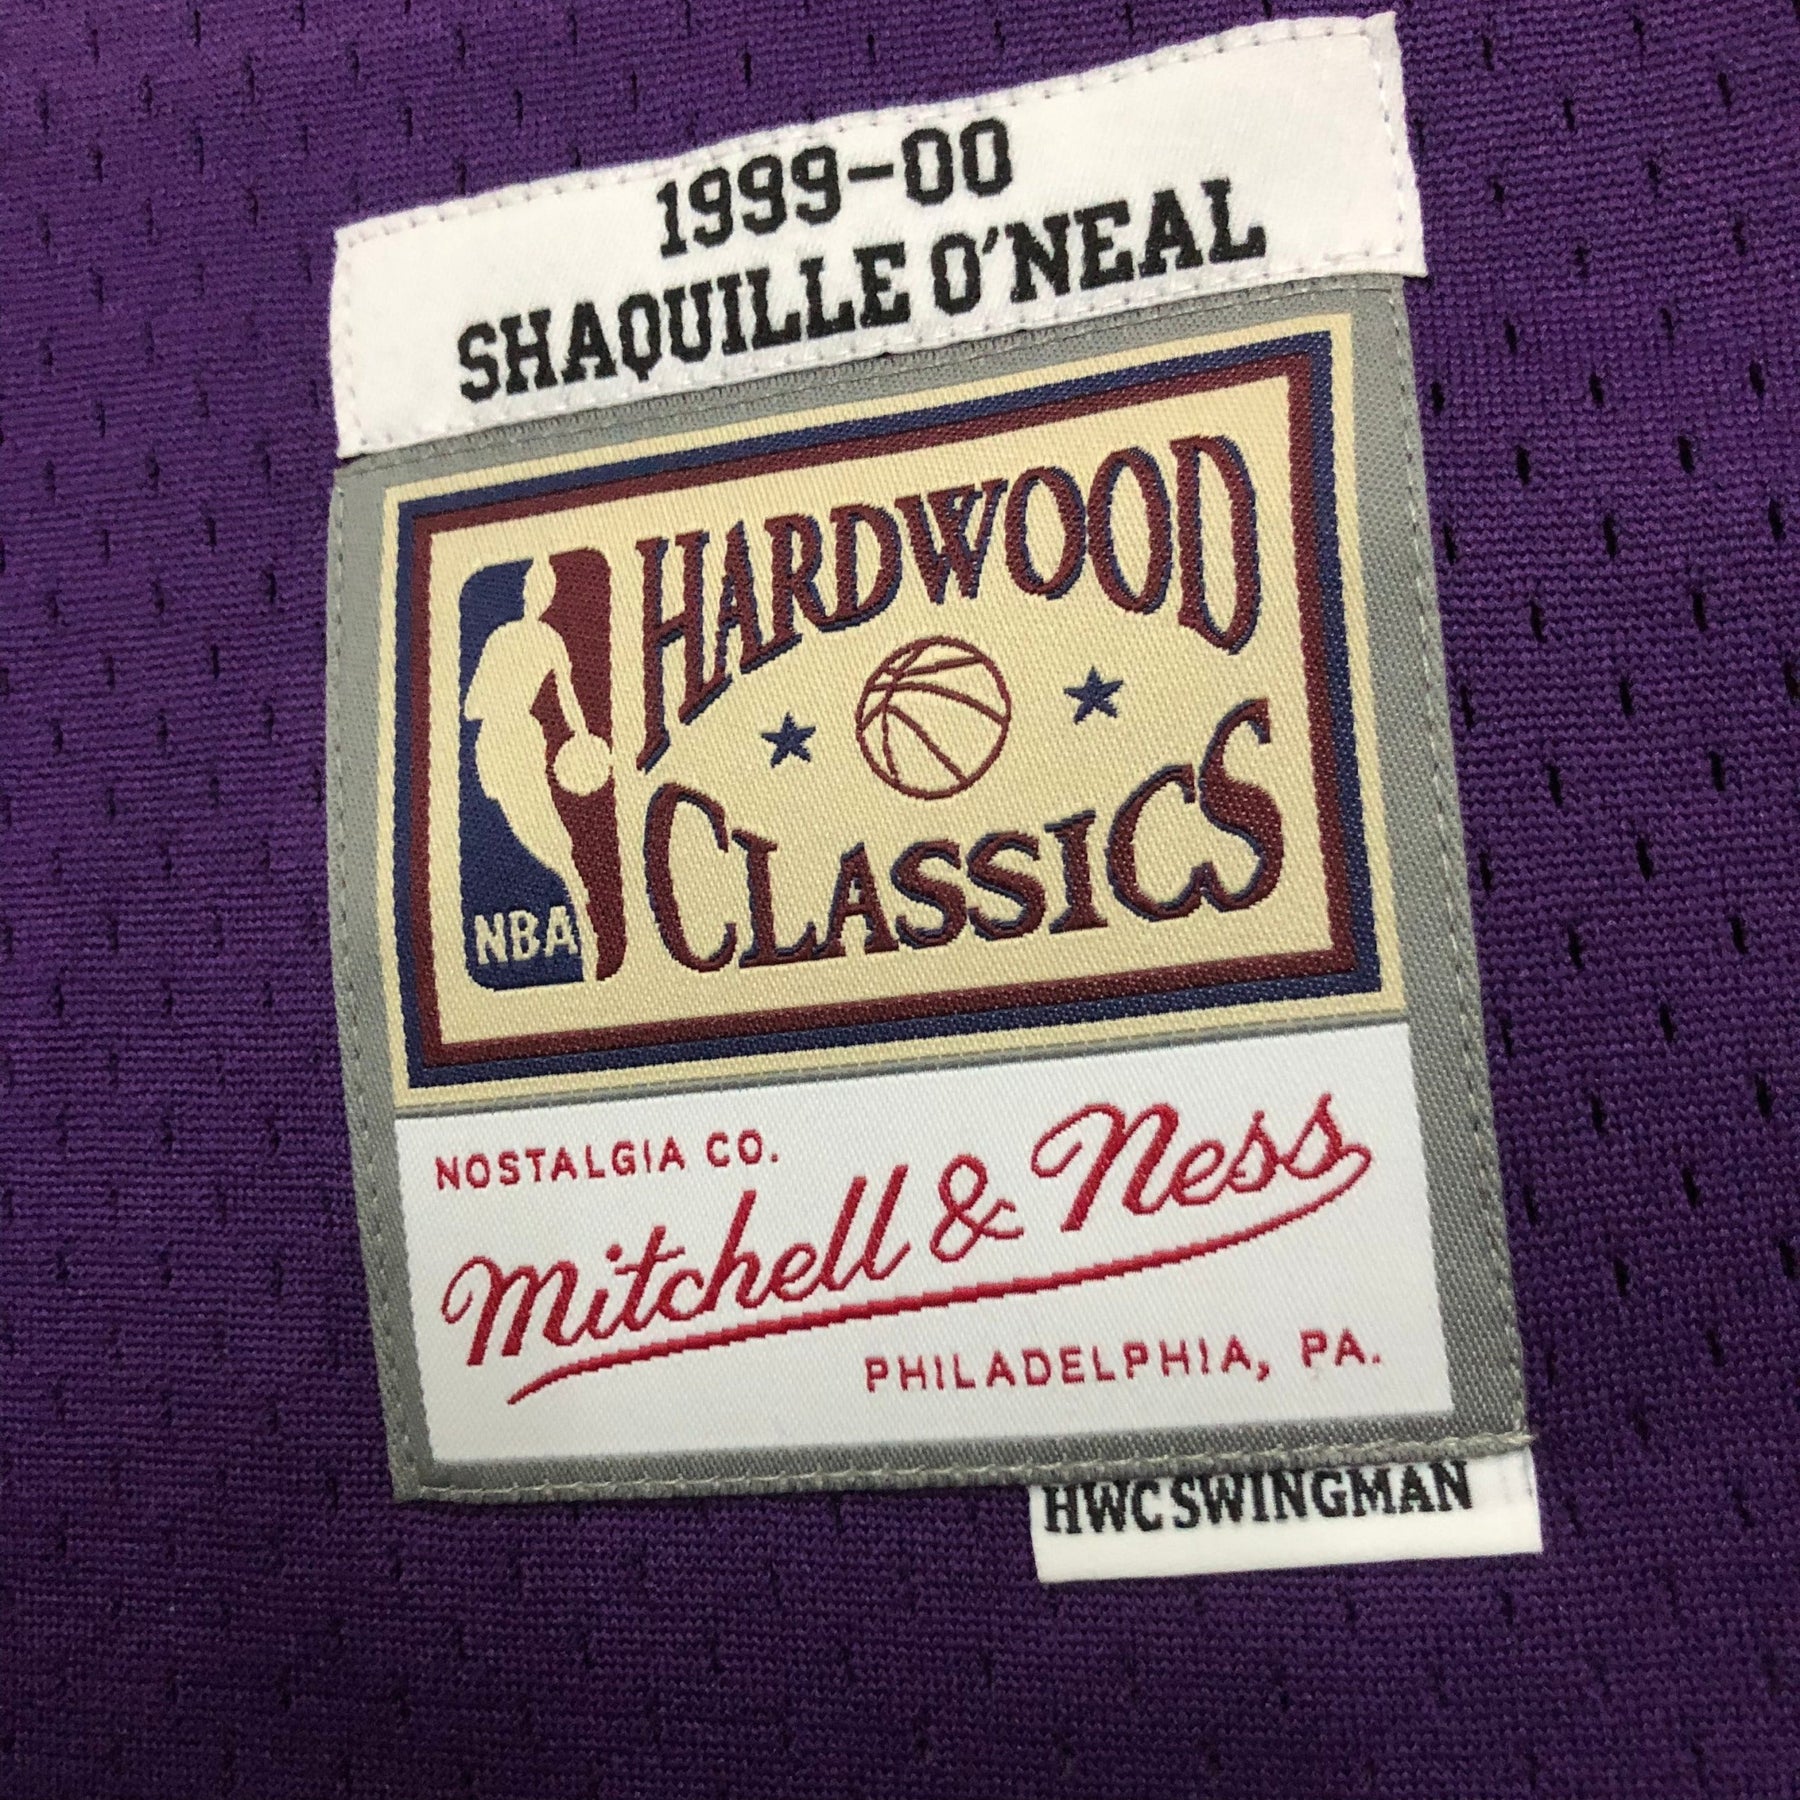 1999-00
SHAQUILLE O'NEAL
HARDWOOD
CLASSICS
NBA
NOSTALGIA CO.
Mitchell & Ness
PHILADELPHIA, PA.
HWC SWINGMAN